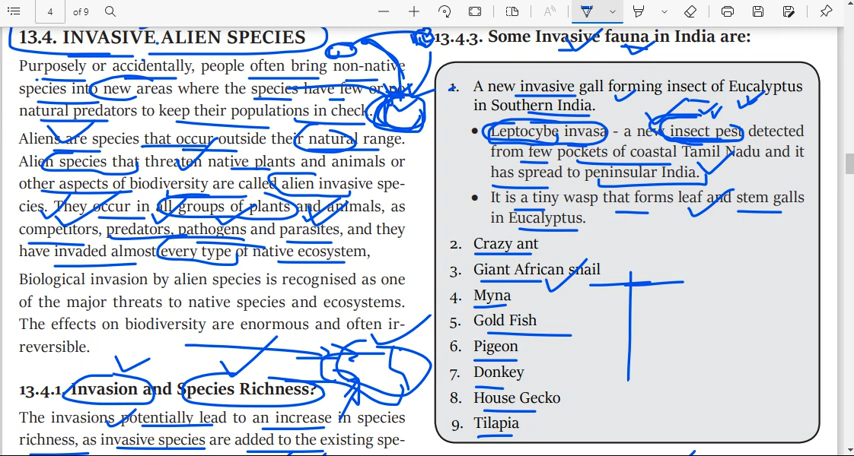 4 of 9
13.4. INVASIVE ALIEN SPECIES
Purposely or accidentally, people often bring non-native
species into new areas where the species have few or no
natural predators to keep their populations in check.
Aliens are species that occur outside their natural range.
Alien species that threaten native plants and animals or
other aspects of biodiversity are called alien invasive spe-
cies. They occur in all groups of plants and animals, as
competitors, predators, pathogens and parasites, and they
have invaded almost every type of native ecosystem,
Biological invasion by alien species is recognised as one
of the major threats to native species and ecosystems.
The effects on biodiversity are enormous and often ir-
reversible.
13.4.1. Invasion and Species Richness?
The invasions potentially lead to an increase in species
richness, as invasive species are added to the existing spe-
13.4.3. Some Invasive fauna in India are:
1. A new invasive gall forming insect of Eucalyptus
in Southern India.
• Leptocybe invasa - a new insect pest detected
from few pockets of coastal Tamil Nadu and it
has spread to peninsular India.
• It is a tiny wasp that forms leaf and stem galls
in Eucalyptus.
2. Crazy ant
3. Giant African snail
4. Myna
5. Gold Fish
6. Pigeon
7. Donkey
8. House Gecko
9. Tilapia